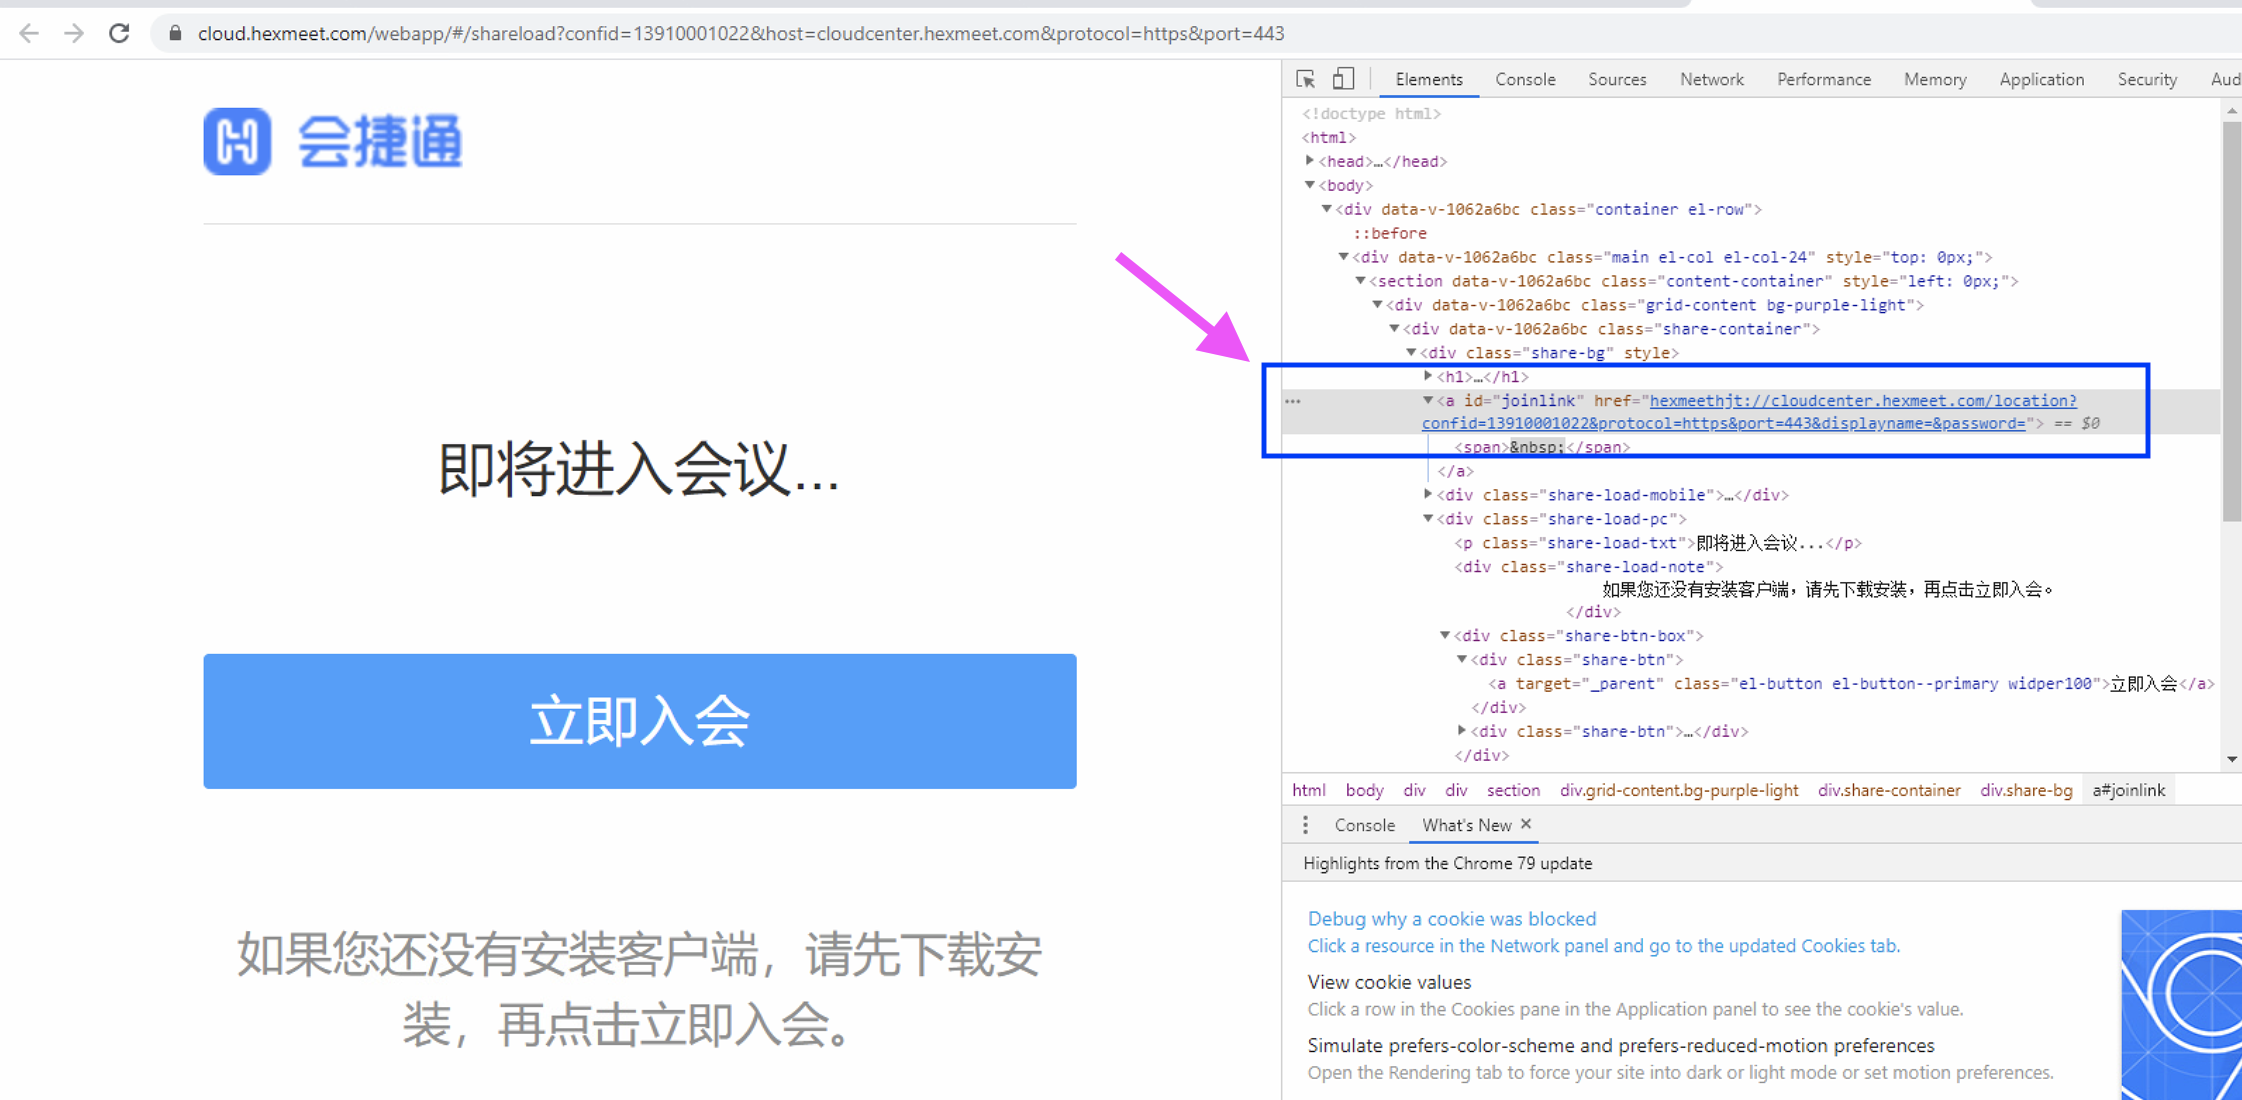 cloud.hexmeet.com/webapp/#/shareload?confid=13910001022&host=cloudcenter.hexmeet.com&protocol=https&port=443
会捷通
即将进入会议...
立即入会
如果您还没有安装客户端，请先下载安
装，再点击立即入会。
Elements Console Sources Network Performance Memory Application Security Aud
<!doctype html>
<html>
<head>…</head>
<body>
<div data-v-1062a6bc class="container el-row">
::before
<div data-v-1062a6bc class="main el-col el-col-24" style="top: 0px;">
<section data-v-1062a6bc class="content-container" style="left: 0px;">
<div data-v-1062a6bc class="grid-content bg-purple-light">
<div data-v-1062a6bc class="share-container">
<div class="share-bg" style>
<h1>…</h1>
… <a id="joinlink" href="hexmeethjt://cloudcenter.hexmeet.com/location?
confid=13910001022&protocol=https&port=443&displayname=&password="> == $0
<span>&nbsp;</span>
</a>
<div class="share-load-mobile">…</div>
<div class="share-load-pc">
<p class="share-load-txt">即将进入会议...</p>
<div class="share-load-note">
如果您还没有安装客户端，请先下载安装，再点击立即入会。
</div>
<div class="share-btn-box">
<div class="share-btn">
<a target="_parent" class="el-button el-button--primary widper100">立即入会</a>
</div>
<div class="share-btn">…</div>
</div>
html body div div section div.grid-content.bg-purple-light div.share-container div.share-bg a#joinlink
Console What's New ×
Highlights from the Chrome 79 update
Debug why a cookie was blocked
Click a resource in the Network panel and go to the updated Cookies tab.
View cookie values
Click a row in the Cookies pane in the Application panel to see the cookie's value.
Simulate prefers-color-scheme and prefers-reduced-motion preferences
Open the Rendering tab to force your site into dark or light mode or set motion preferences.